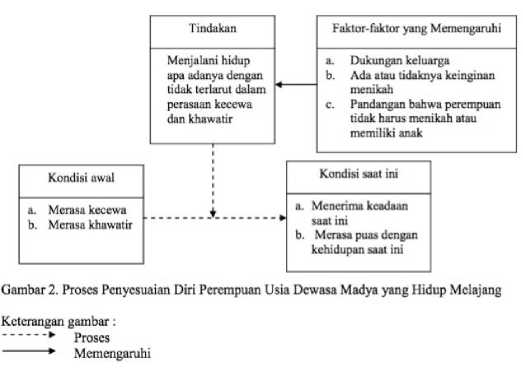 Tindakan
Menjalani hidup
apa adanya dengan
tidak terlarut dalam
perasaan kecewa
dan khawatir
Faktor-faktor yang Memengaruhi
a. Dukungan keluarga
b. Ada atau tidaknya keinginan
menikah
c. Pandangan bahwa perempuan
tidak harus menikah atau
memiliki anak
Kondisi awal
a. Merasa kecewa
b. Merasa khawatir
Kondisi saat ini
a. Menerima keadaan
saat ini
b. Merasa puas dengan
kehidupan saat ini
Gambar 2. Proses Penyesuaian Diri Perempuan Usia Dewasa Madya yang Hidup Melajang
Keterangan gambar :
Proses
Memengaruhi